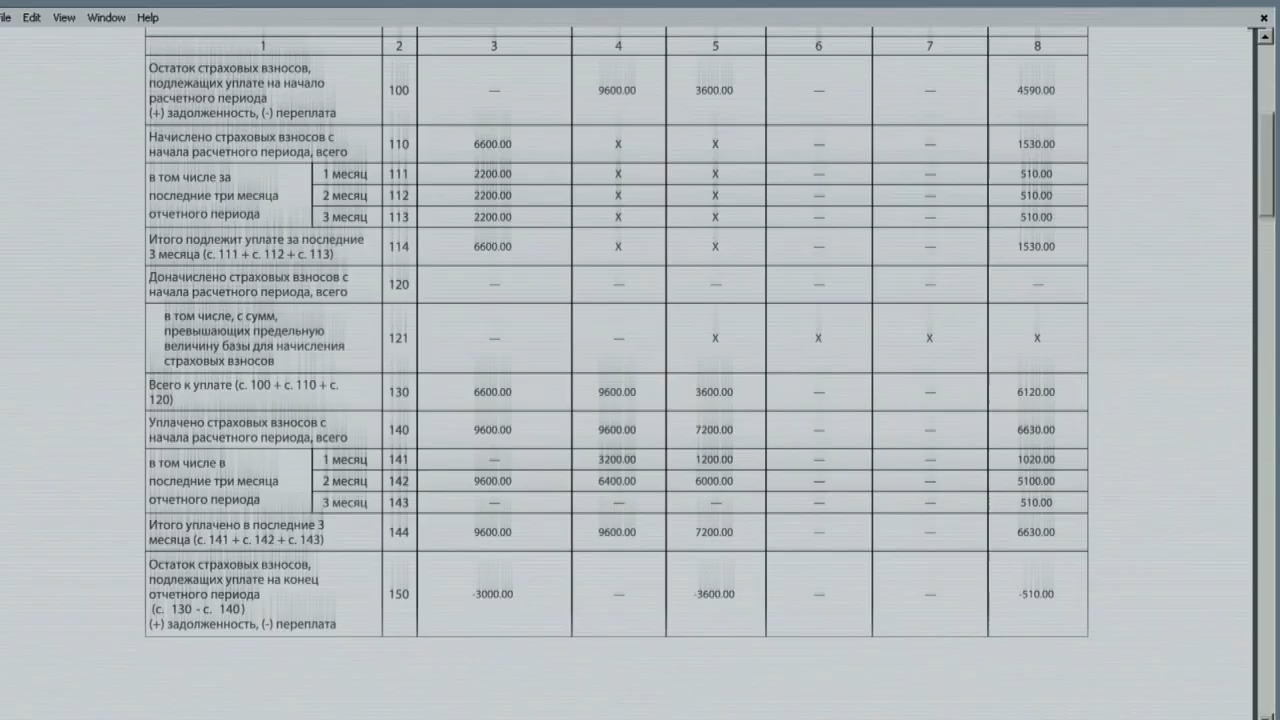 ile Edit View Window Help
1 2 3 4 5 6 7 8
Остаток страховых взносов,
подлежащих уплате на начало
расчетного периода
(+) задолженность, (-) переплата
100 — 9600.00 3600.00 — — 4590.00
Начислено страховых взносов с
начала расчетного периода, всего
110 6600.00 X X — — 1530.00
в том числе за
последние три месяца
отчетного периода
1 месяц 111 2200.00 X X — — 510.00
2 месяц 112 2200.00 X X — — 510.00
3 месяц 113 2200.00 X X — — 510.00
Итого подлежит уплате за последние
3 месяца (с. 111 + с. 112 + с. 113)
114 6600.00 X X — — 1530.00
Доначислено страховых взносов с
начала расчетного периода, всего
120 — — — — — —
в том числе, с сумм,
превышающих предельную
величину базы для начисления
страховых взносов
121 — — X X X X
Всего к уплате (с. 100 + с. 110 + с.
120)
130 6600.00 9600.00 3600.00 — — 6120.00
Уплачено страховых взносов с
начала расчетного периода, всего
140 9600.00 9600.00 7200.00 — — 6630.00
в том числе в
последние три месяца
отчетного периода
1 месяц 141 — 3200.00 1200.00 — — 1020.00
2 месяц 142 9600.00 6400.00 6000.00 — — 5100.00
3 месяц 143 — — — — — 510.00
Итого уплачено в последние 3
месяца (с. 141 + с. 142 + с. 143)
144 9600.00 9600.00 7200.00 — — 6630.00
Остаток страховых взносов,
подлежащих уплате на конец
отчетного периода
(с. 130 - с. 140)
(+) задолженность, (-) переплата
150 -3000.00 — -3600.00 — — -510.00